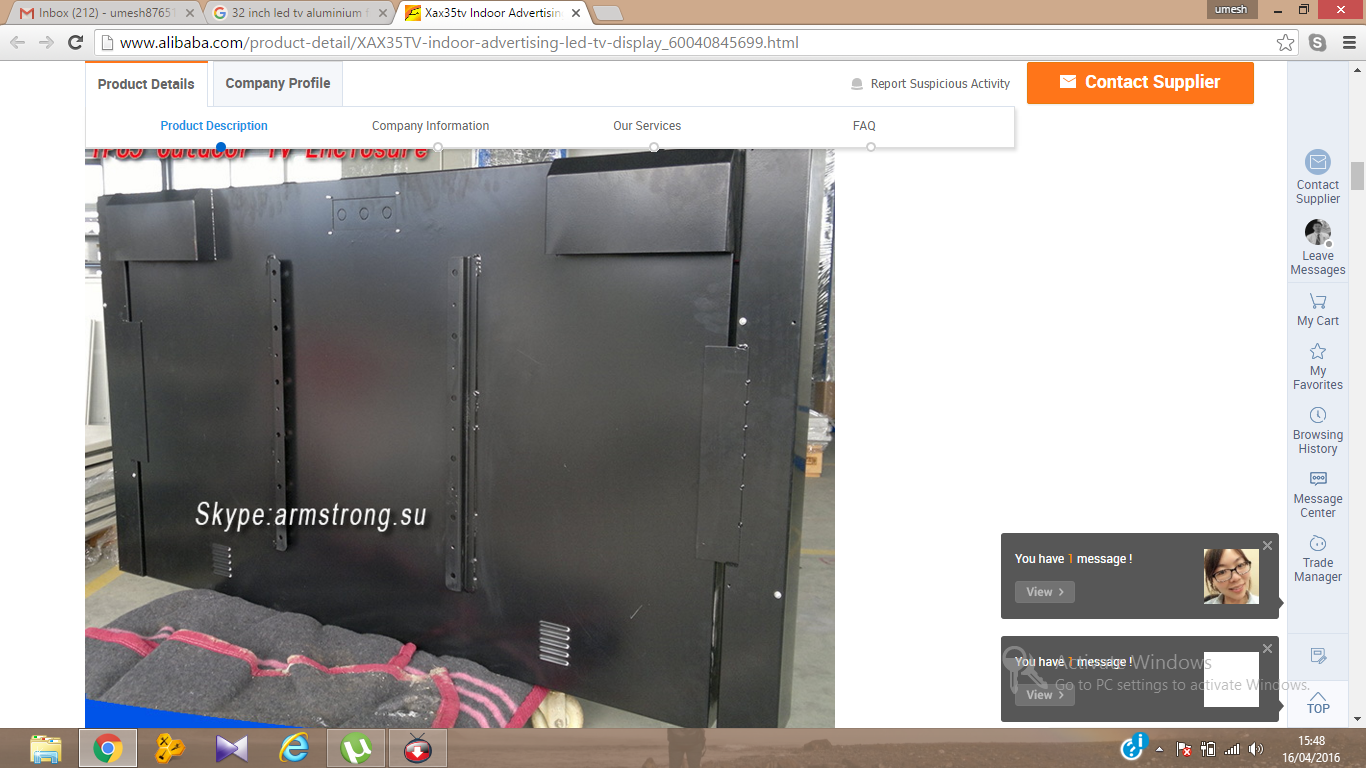 Inbox (212) - umesh8765
32 inch led tv aluminium f
Xax35tv Indoor Advertisin
umesh
www.alibaba.com/product-detail/XAX35TV-indoor-advertising-led-tv-display_60040845699.html
Product Details
Company Profile
Report Suspicious Activity
Contact Supplier
Product Description
Company Information
Our Services
FAQ
IP65 Outdoor TV Enclosure
Skype:armstrong.su
Contact
Supplier
Leave
Messages
My Cart
My
Favorites
Browsing
History
Message
Center
Trade
Manager
TOP
You have 1 message !
View >
You have 1 message !
View >
Activate Windows
Go to PC settings to activate Windows.
15:48
16/04/2016